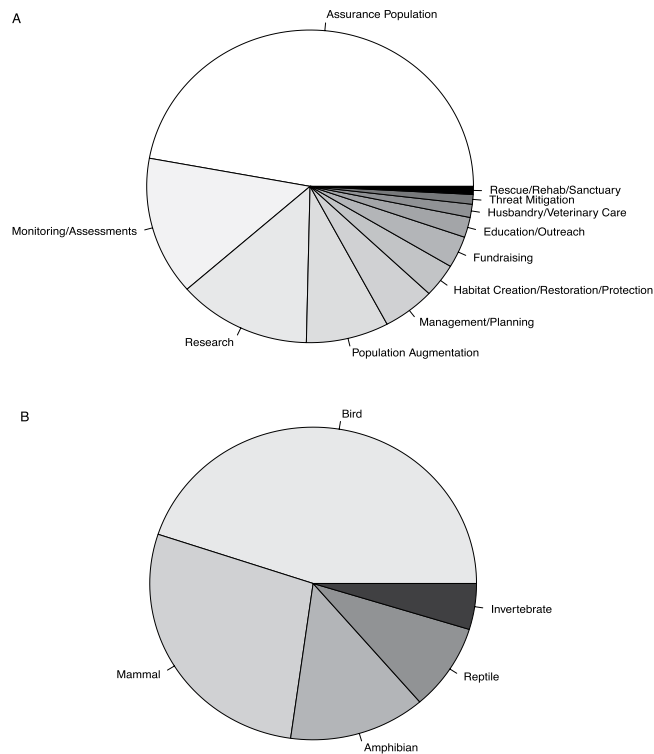 A
Assurance Population
Rescue/Rehab/Sanctuary
Threat Mitigation
Husbandry/Veterinary Care
Education/Outreach
Monitoring/Assessments
Fundraising
Habitat Creation/Restoration/Protection
Management/Planning
Research
Population Augmentation
B
Bird
Invertebrate
Mammal
Reptile
Amphibian